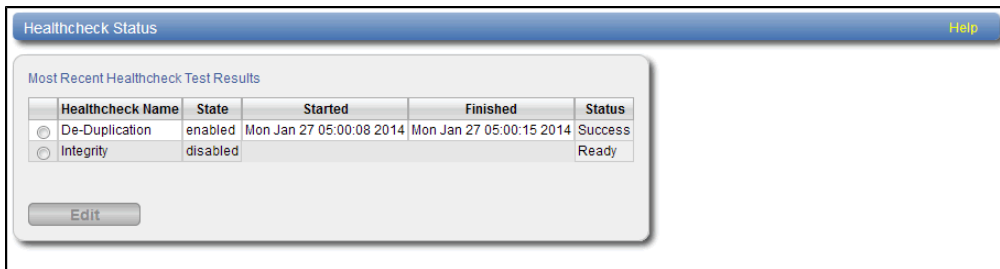 Healthcheck Status Help
Most Recent Healthcheck Test Results
Healthcheck Name State Started Finished Status
De-Duplication enabled Mon Jan 27 05:00:08 2014 Mon Jan 27 05:00:15 2014 Success
Integrity disabled Ready
Edit